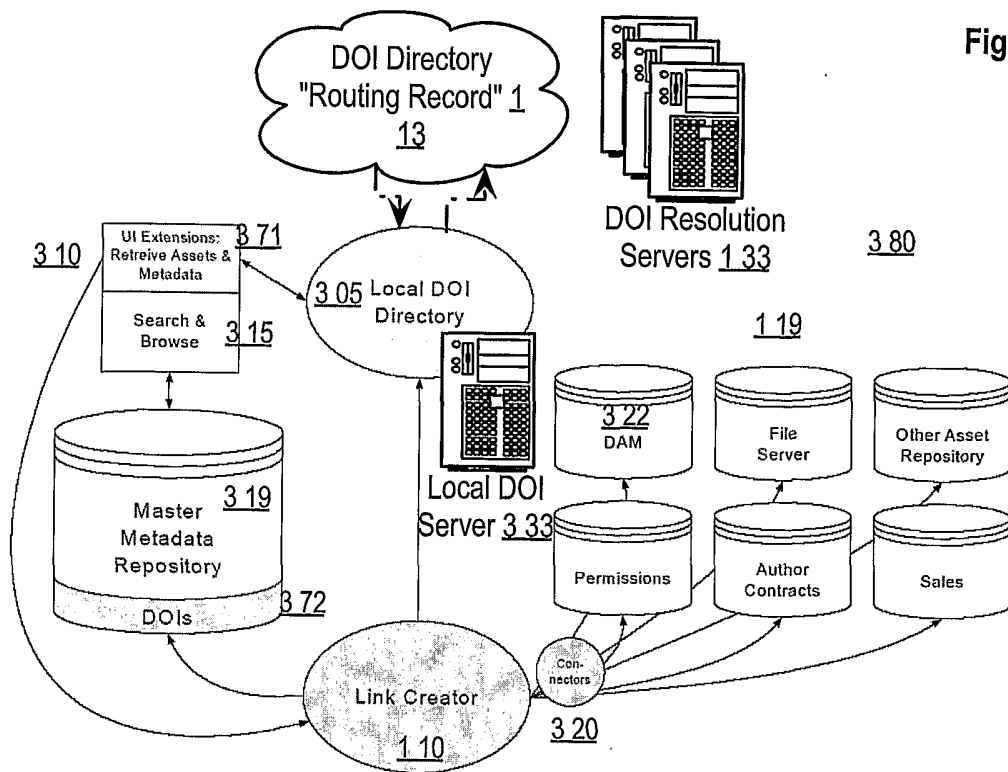 Fig
DOI Directory
"Routing Record" 1
13
DOI Resolution
Servers 1 33
3 80
3 10
UI Extensions:
Retreive Assets &
Metadata
3 71
Search &
Browse
3 15
3 05
Local DOI
Directory
1 19
3 22
DAM
File
Server
Other Asset
Repository
Local DOI
Server 3 33
3 19
Master
Metadata
Repository
DOIs
3 72
Permissions
Author
Contracts
Sales
Link Creator
1 10
Con-
nectors
3 20